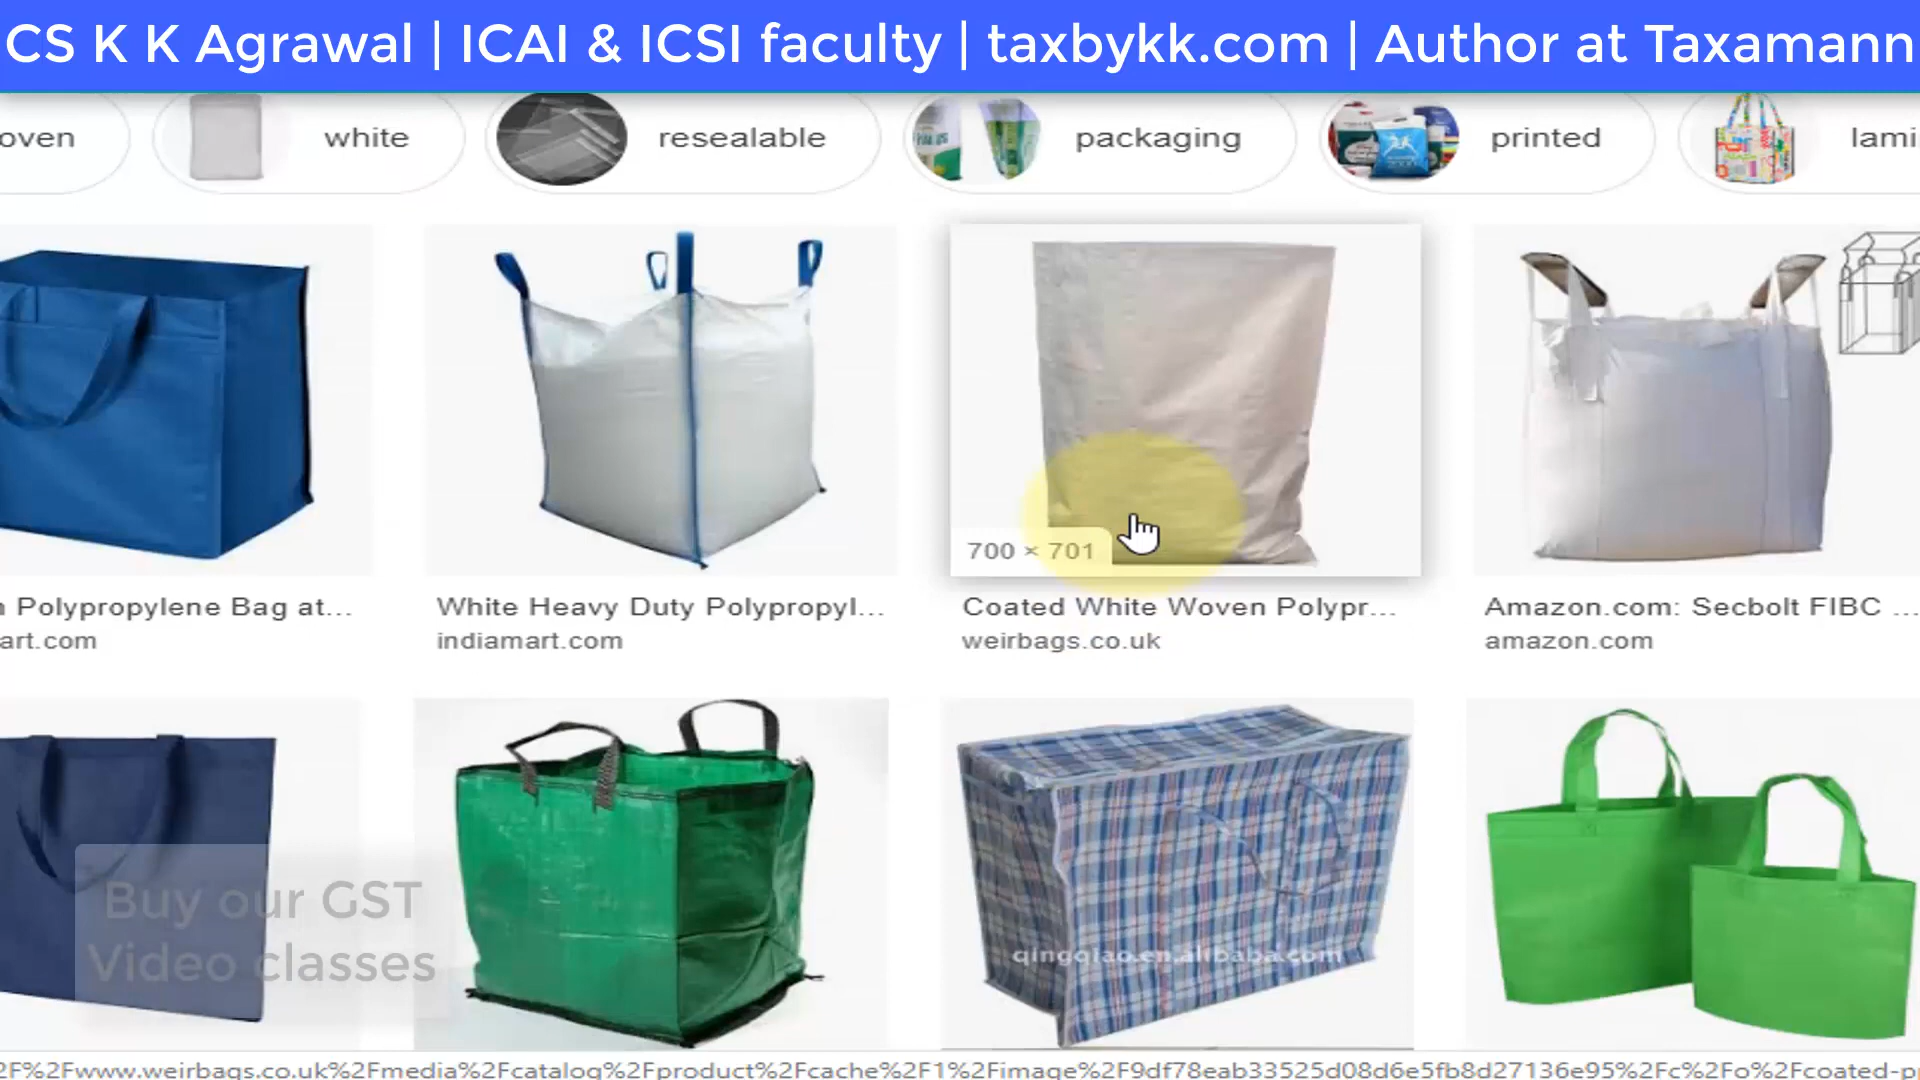 CS K K Agrawal | ICAI & ICSI faculty | taxbykk.com | Author at Taxamann
oven
white
resealable
packaging
printed
lami
700 × 701
Polypropylene Bag at...
White Heavy Duty Polypropyl...
Coated White Woven Polypr...
Amazon.com: Secbolt FIBC ...
art.com
indiamart.com
weirbags.co.uk
amazon.com
Buy our GST
Video classes
qingqiao.en.alibaba.com
2F%2Fwww.weirbags.co.uk%2Fmedia%2Fcatalog%2Fproduct%2Fcache%2F1%2Fimage%2F9df78eab33525d08d6e5fb8d27136e95%2Fc%2Fo%2Fcoated-p